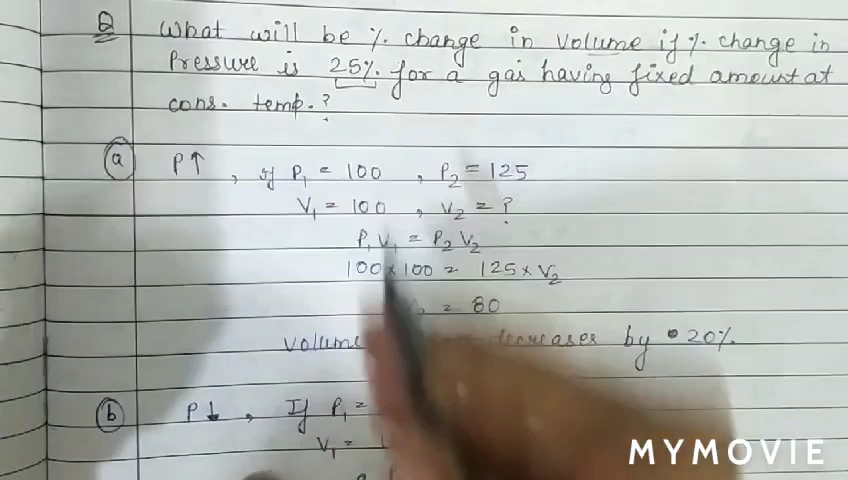 Q What will be % change in volume if % change in
Pressure is 25% for a gas having fixed amount at
cons. temp.?
a P↑, If P₁ = 100, P₂ = 125
V₁ = 100, V₂ = ?
P₁V₁ = P₂V₂
100×100 = 125×V₂
= 80
Volume decreases by 20%.
b P↓, If P₁ =
V₁ =
MYMOVIE